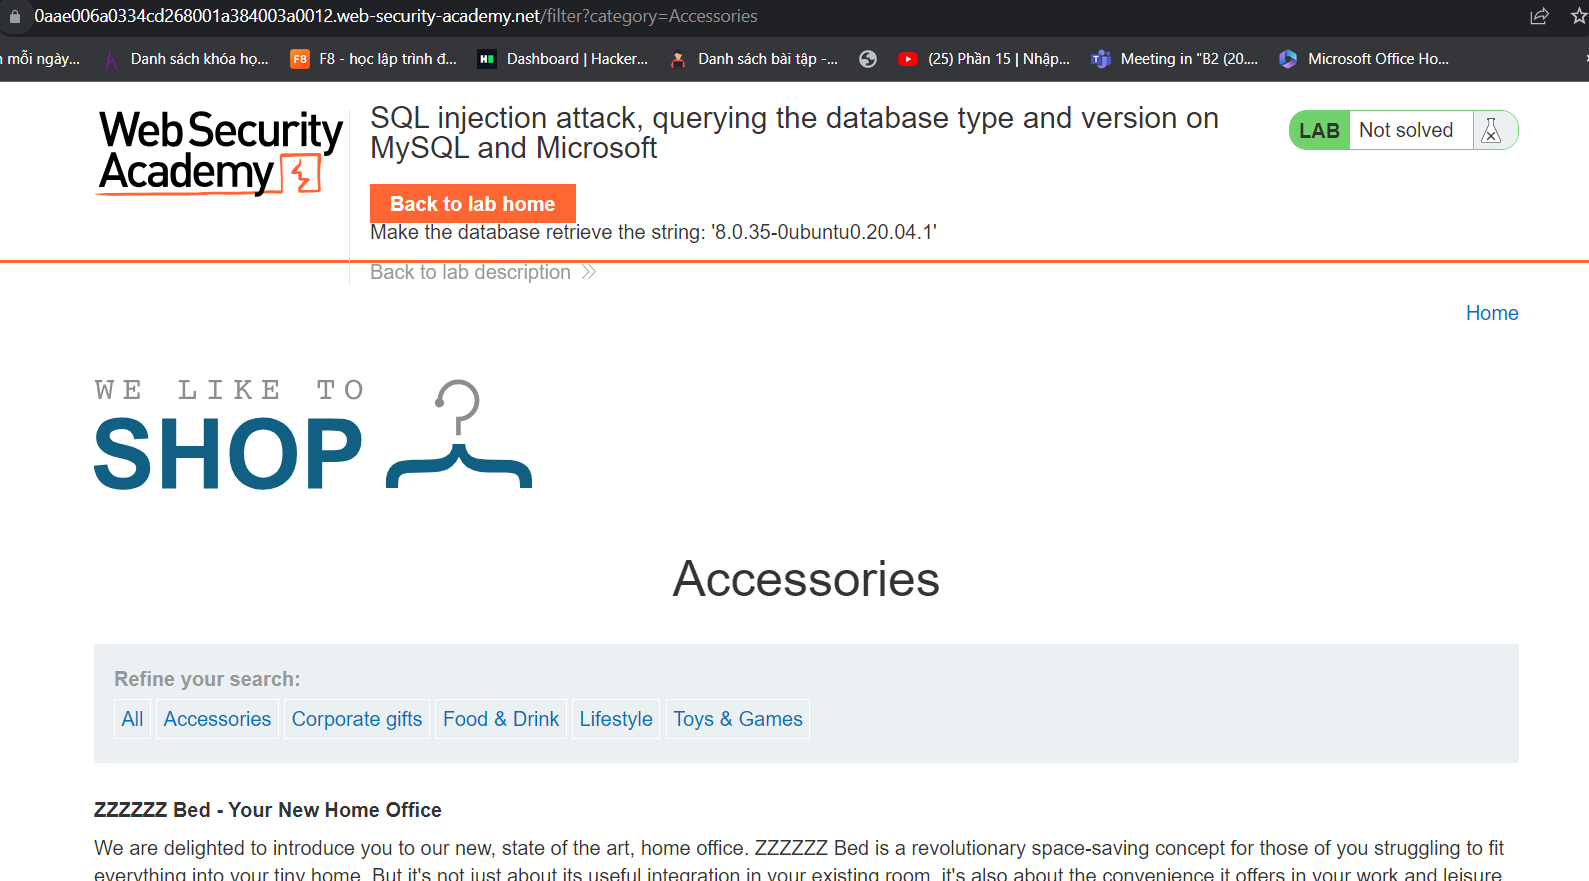 0aae006a0334cd268001a384003a0012.web-security-academy.net/filter?category=Accessories
mỗi ngày... Danh sách khóa họ... F8 F8 - học lập trình đ... H Dashboard | Hacker... Danh sách bài tập -... (25) Phần 15 | Nhập... Meeting in "B2 (20.... Microsoft Office Ho...
SQL injection attack, querying the database type and version on
MySQL and Microsoft
Web Security
Academy
LAB Not solved
Back to lab home
Make the database retrieve the string: '8.0.35-0ubuntu0.20.04.1'
Back to lab description
Home
WE LIKE TO
SHOP
Accessories
Refine your search:
All Accessories Corporate gifts Food & Drink Lifestyle Toys & Games
ZZZZZZ Bed - Your New Home Office
We are delighted to introduce you to our new, state of the art, home office. ZZZZZZ Bed is a revolutionary space-saving concept for those of you struggling to fit
everything into your tiny home. But it's not just about its useful integration in your existing room, it's also about the convenience it offers in your work and leisure